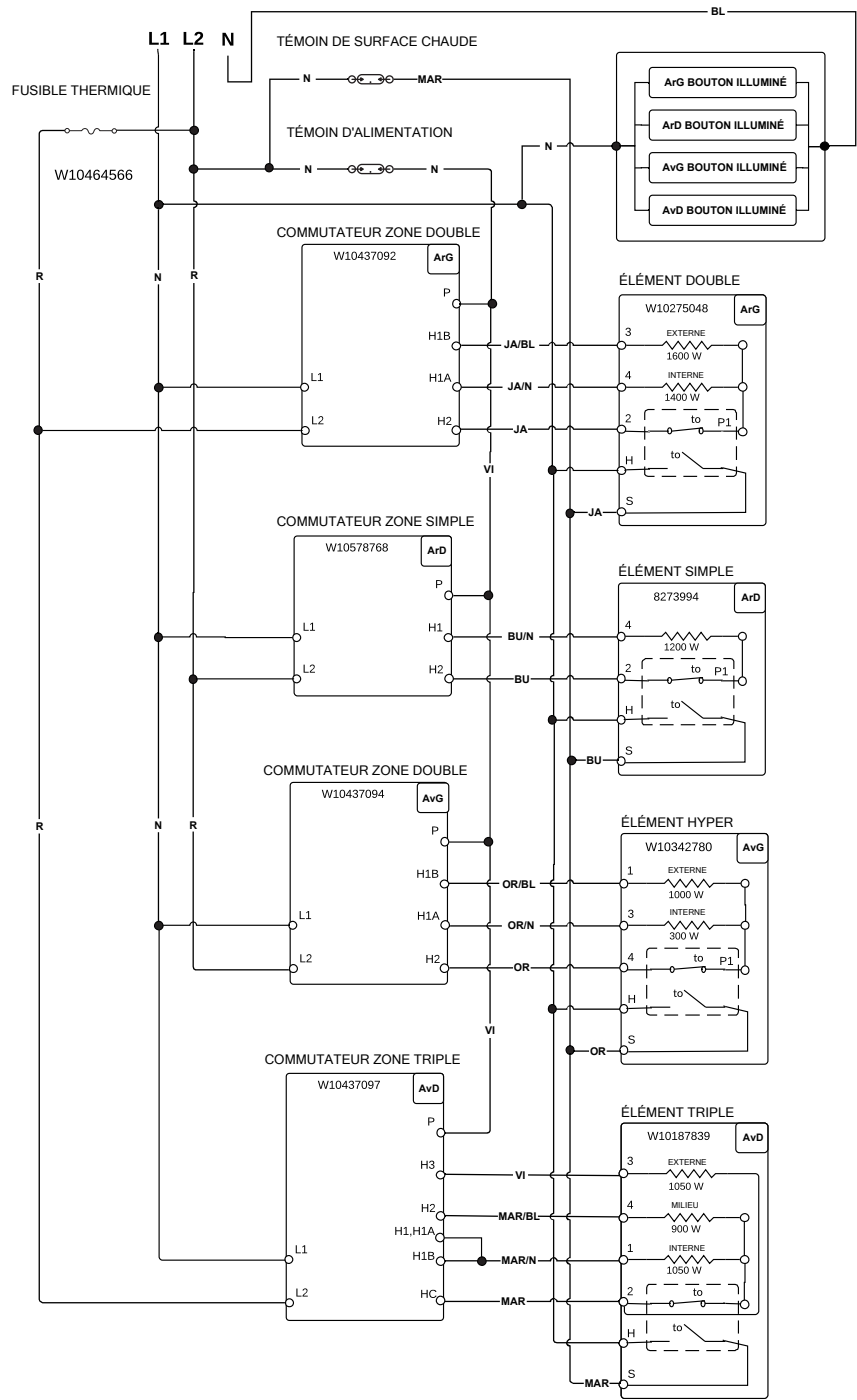 BL
L1 L2 N
TÉMOIN DE SURFACE CHAUDE
N MAR
FUSIBLE THERMIQUE
W10464566
TÉMOIN D'ALIMENTATION
N N
N
ArG BOUTON ILLUMINÉ
ArD BOUTON ILLUMINÉ
AvG BOUTON ILLUMINÉ
AvD BOUTON ILLUMINÉ
R N R
COMMUTATEUR ZONE DOUBLE
W10437092 ArG
P
H1B
L1 H1A
L2 H2
JA/BL
JA/N
JA
VI
ÉLÉMENT DOUBLE
W10275048 ArG
3 EXTERNE
1600 W
4 INTERNE
1400 W
2 to P1
H to
S
JA
COMMUTATEUR ZONE SIMPLE
W10578768 ArD
P
L1 H1
L2 H2
BU/N
BU
ÉLÉMENT SIMPLE
8273994 ArD
4
1200 W
2 to P1
H to
S
BU
R N R
COMMUTATEUR ZONE DOUBLE
W10437094 AvG
P
H1B
L1 H1A
L2 H2
OR/BL
OR/N
OR
VI
ÉLÉMENT HYPER
W10342780 AvG
1 EXTERNE
1000 W
3 INTERNE
300 W
4 to P1
H to
S
OR
COMMUTATEUR ZONE TRIPLE
W10437097 AvD
P
H3
H2
H1,H1A
L1 H1B
L2 HC
VI
MAR/BL
MAR/N
MAR
ÉLÉMENT TRIPLE
W10187839 AvD
3 EXTERNE
1050 W
4 MILIEU
900 W
1 INTERNE
1050 W
2 to
H to
S
MAR